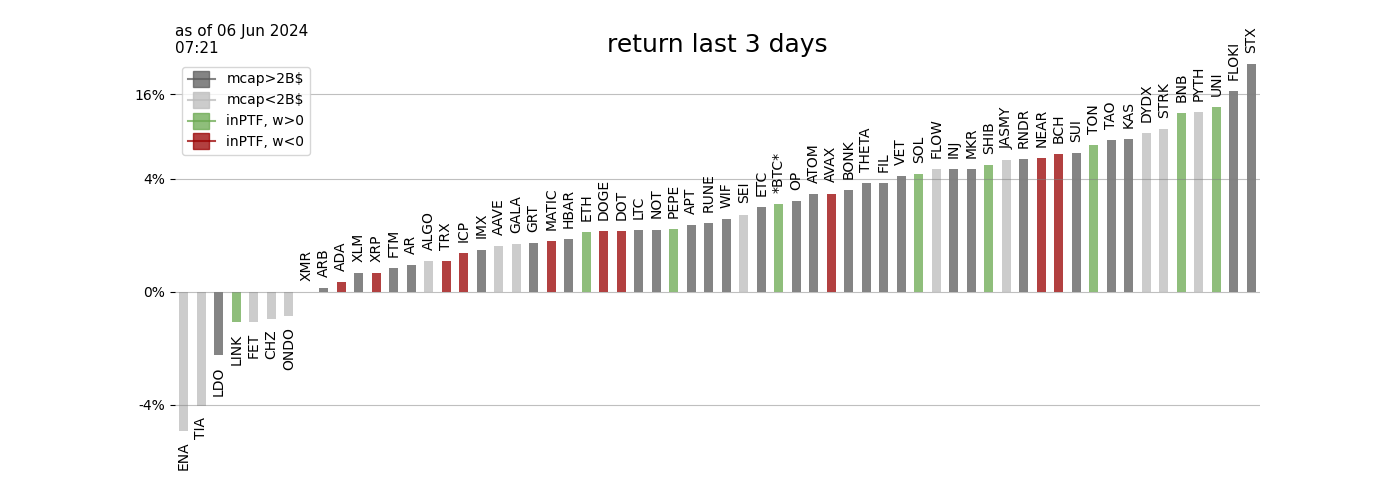 as of 06 Jun 2024
07:21
return last 3 days
mcap>2B$
mcap<2B$
inPTF, w>0
inPTF, w<0
16%
4%
0%
-4%
ENA
TIA
LDO
LINK
FET
CHZ
ONDO
XMR
ARB
ADA
XLM
XRP
FTM
AR
ALGO
TRX
ICP
IMX
AAVE
GALA
GRT
MATIC
HBAR
ETH
DOGE
DOT
LTC
NOT
PEPE
APT
RUNE
WIF
SEI
ETC
*BTC*
OP
ATOM
AVAX
BONK
THETA
FIL
VET
SOL
FLOW
INJ
MKR
SHIB
JASMY
RNDR
NEAR
BCH
SUI
TON
TAO
KAS
DYDX
STRK
BNB
PYTH
UNI
FLOKI
STX